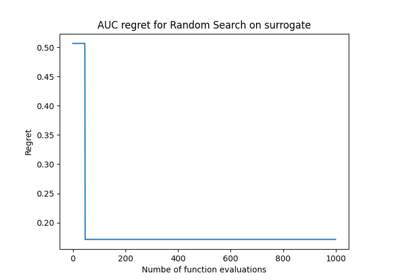 AUC regret for Random Search on surrogate
0.50
0.45
0.40
0.35
0.30
0.25
0.20
Regret
0 200 400 600 800 1000
Numbe of function evaluations